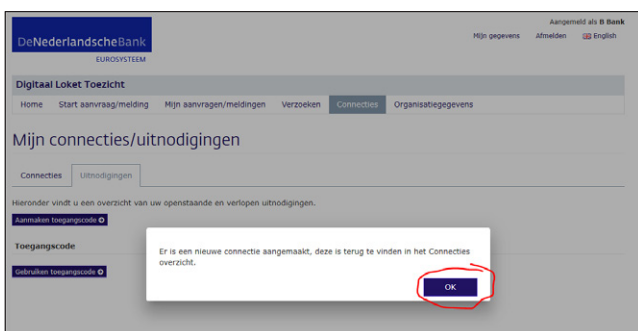 Aangemeld als B Bank
Mijn gegevens Afmelden English
DeNederlandscheBank
EUROSYSTEEM
Digitaal Loket Toezicht
Home Start aanvraag/melding Mijn aanvragen/meldingen Verzoeken Connecties Organisatiegegevens
Mijn connecties/uitnodigingen
Connecties Uitnodigingen
Hieronder vindt u een overzicht van uw openstaande en verlopen uitnodigingen.
Aanmaken toegangscode
Toegangscode
Er is een nieuwe connectie aangemaakt, deze is terug te vinden in het Connecties
overzicht.
Gebruiken toegangscode
OK